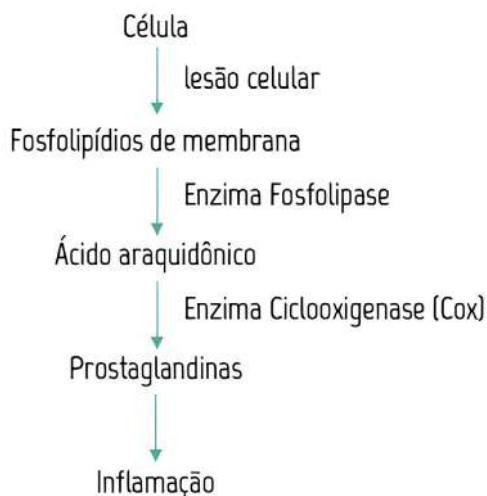 Célula
lesão celular
Fosfolipídios de membrana
Enzima Fosfolipase
Ácido araquidônico
Enzima Ciclooxigenase (Cox)
Prostaglandinas
Inflamação